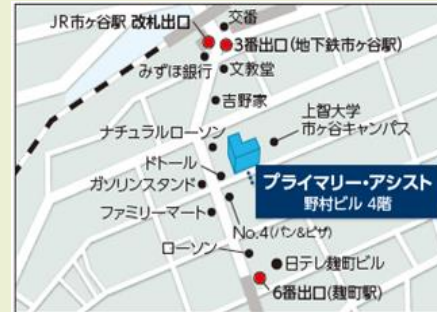 交番
JR市ヶ谷駅 改札出口
3番出口(地下鉄市ヶ谷駅)
みずほ銀行
文教堂
吉野家
上智大学
市ヶ谷キャンパス
ナチュラルローソン
ドトール
ガソリンスタンド
プライマリー・アシスト
野村ビル 4階
ファミリーマート
No.4(パン&ピザ)
ローソン
日テレ麹町ビル
6番出口(麹町駅)